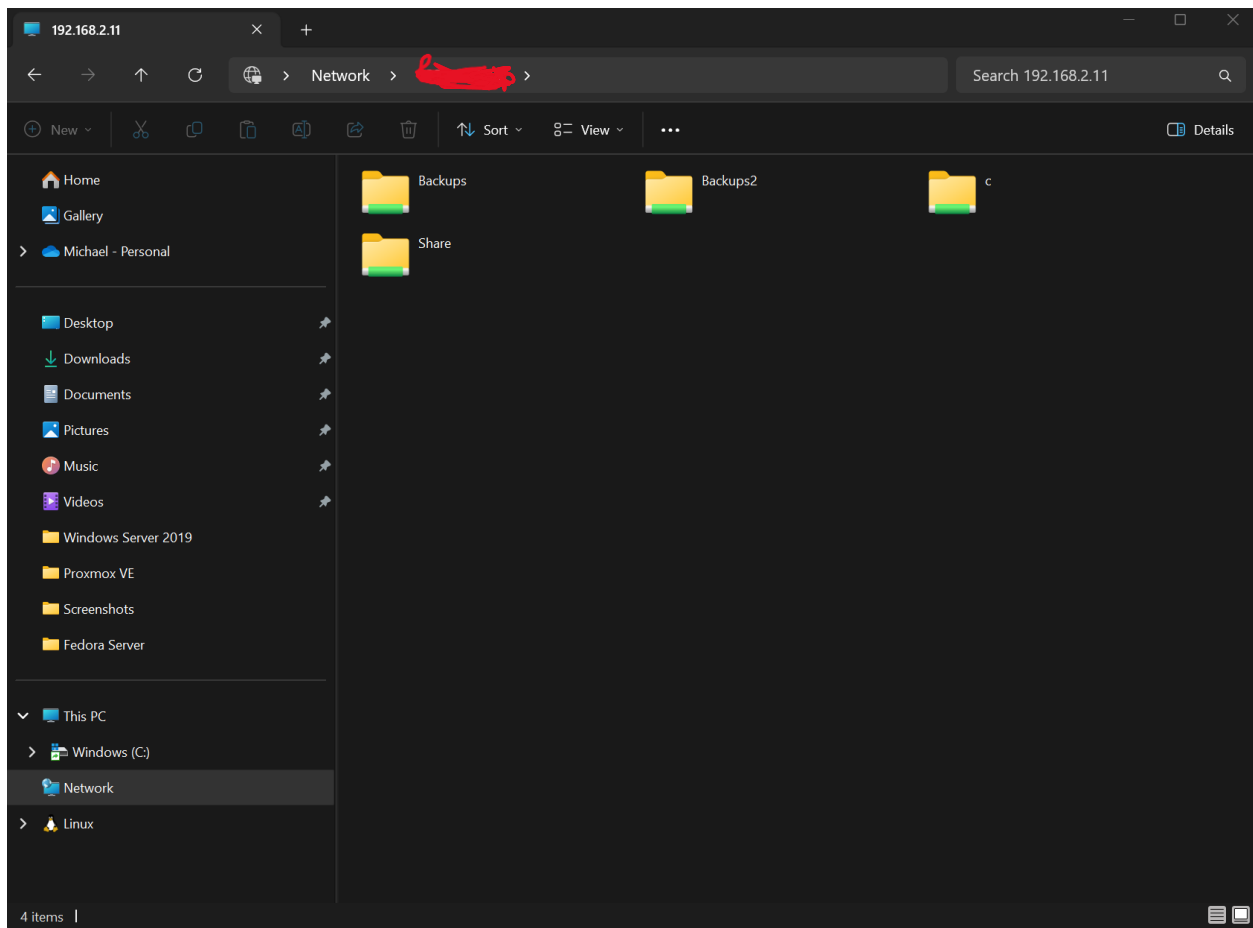 192.168.2.11
Network
Search 192.168.2.11
New
Sort
View
Details
Home
Gallery
Michael - Personal
Desktop
Downloads
Documents
Pictures
Music
Videos
Windows Server 2019
Proxmox VE
Screenshots
Fedora Server
This PC
Windows (C:)
Network
Linux
Backups
Backups2
c
Share
4 items